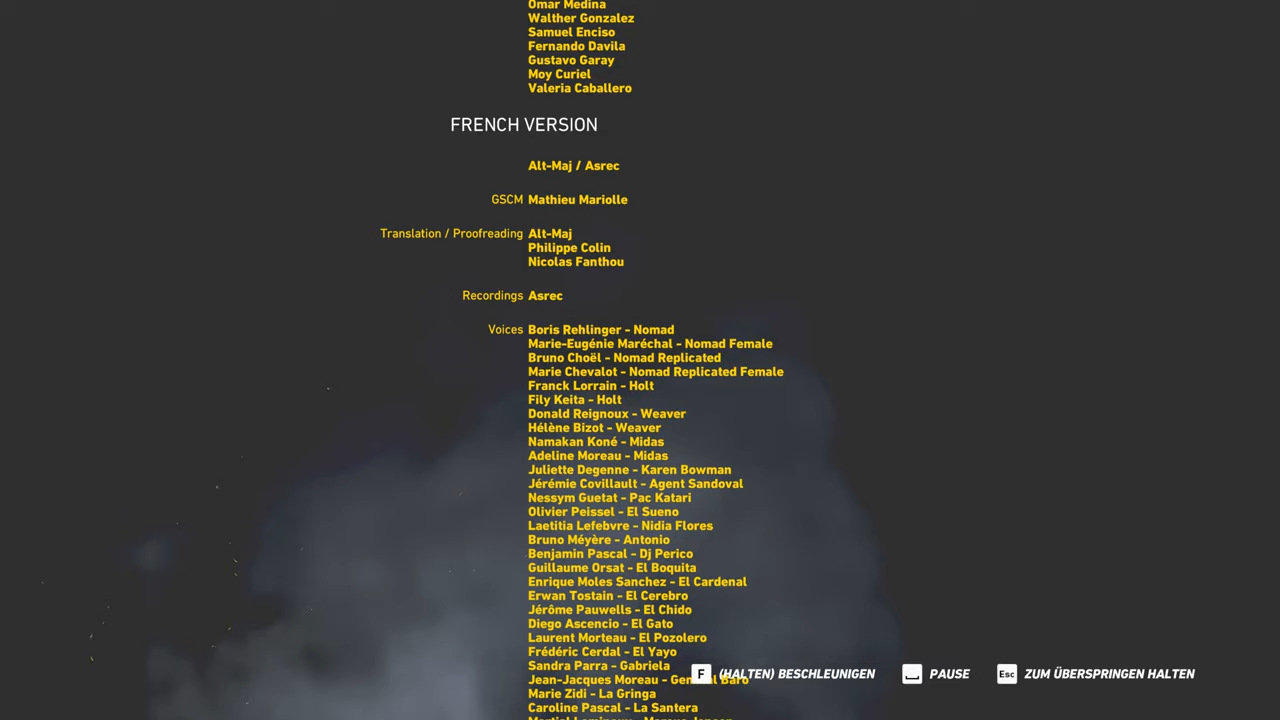 Omar Medina
Walther Gonzalez
Samuel Enciso
Fernando Davila
Gustavo Garay
Moy Curiel
Valeria Caballero
FRENCH VERSION
Alt-Maj / Asrec
GSCM Mathieu Mariolle
Translation / Proofreading Alt-Maj
Philippe Colin
Nicolas Fanthou
Recordings Asrec
Voices Boris Rehlinger - Nomad
Marie-Eugénie Maréchal - Nomad Female
Bruno Choël - Nomad Replicated
Marie Chevalot - Nomad Replicated Female
Franck Lorrain - Holt
Fily Keita - Holt
Donald Reignoux - Weaver
Hélène Bizot - Weaver
Namakan Koné - Midas
Adeline Moreau - Midas
Juliette Degenne - Karen Bowman
Jérémie Covillault - Agent Sandoval
Nessym Guetat - Pac Katari
Olivier Peissel - El Sueno
Laetitia Lefebvre - Nidia Flores
Bruno Méyère - Antonio
Benjamin Pascal - Dj Perico
Guillaume Orsat - El Boquita
Enrique Moles Sanchez - El Cardenal
Erwan Tostain - El Cerebro
Jérôme Pauwells - El Chido
Diego Ascencio - El Gato
Laurent Morteau - El Pozolero
Frédéric Cerdal - El Yayo
Sandra Parra - Gabriela
Jean-Jacques Moreau - General Baro
Marie Zidi - La Gringa
Caroline Pascal - La Santera
F (HALTEN) BESCHLEUNIGEN PAUSE Esc ZUM ÜBERSPRINGEN HALTEN